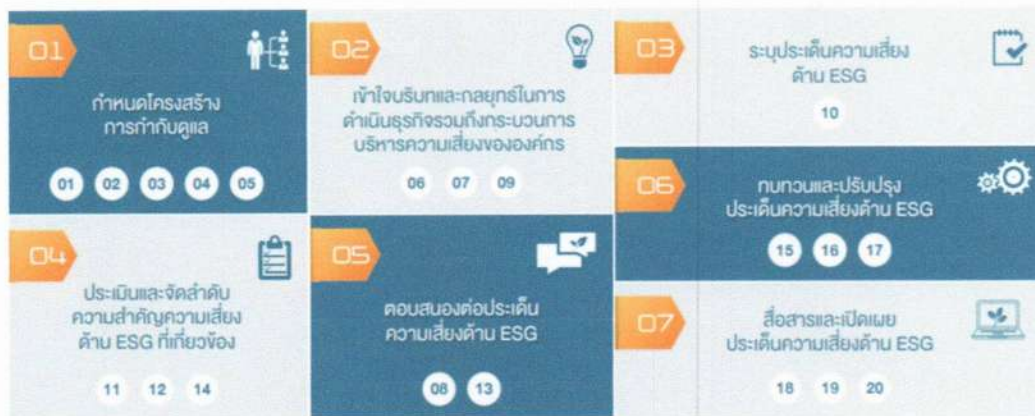 01
กำหนดโครงสร้าง
การกำกับดูแล
01 02 03 04 05
02
เข้าใจบริบทและกลยุทธ์ในการ
ดำเนินธุรกิจรวมถึงกระบวนการ
บริหารความเสี่ยงขององค์กร
06 07 09
03
ระบุประเด็นความเสี่ยง
ด้าน ESG
10
04
ประเมินและจัดลำดับ
ความสำคัญความเสี่ยง
ด้าน ESG ที่เกี่ยวข้อง
11 12 14
05
ตอบสนองต่อประเด็น
ความเสี่ยงด้าน ESG
08 13
06
ทบทวนและปรับปรุง
ประเด็นความเสี่ยงด้าน ESG
15 16 17
07
สื่อสารและเปิดเผย
ประเด็นความเสี่ยงด้าน ESG
18 19 20